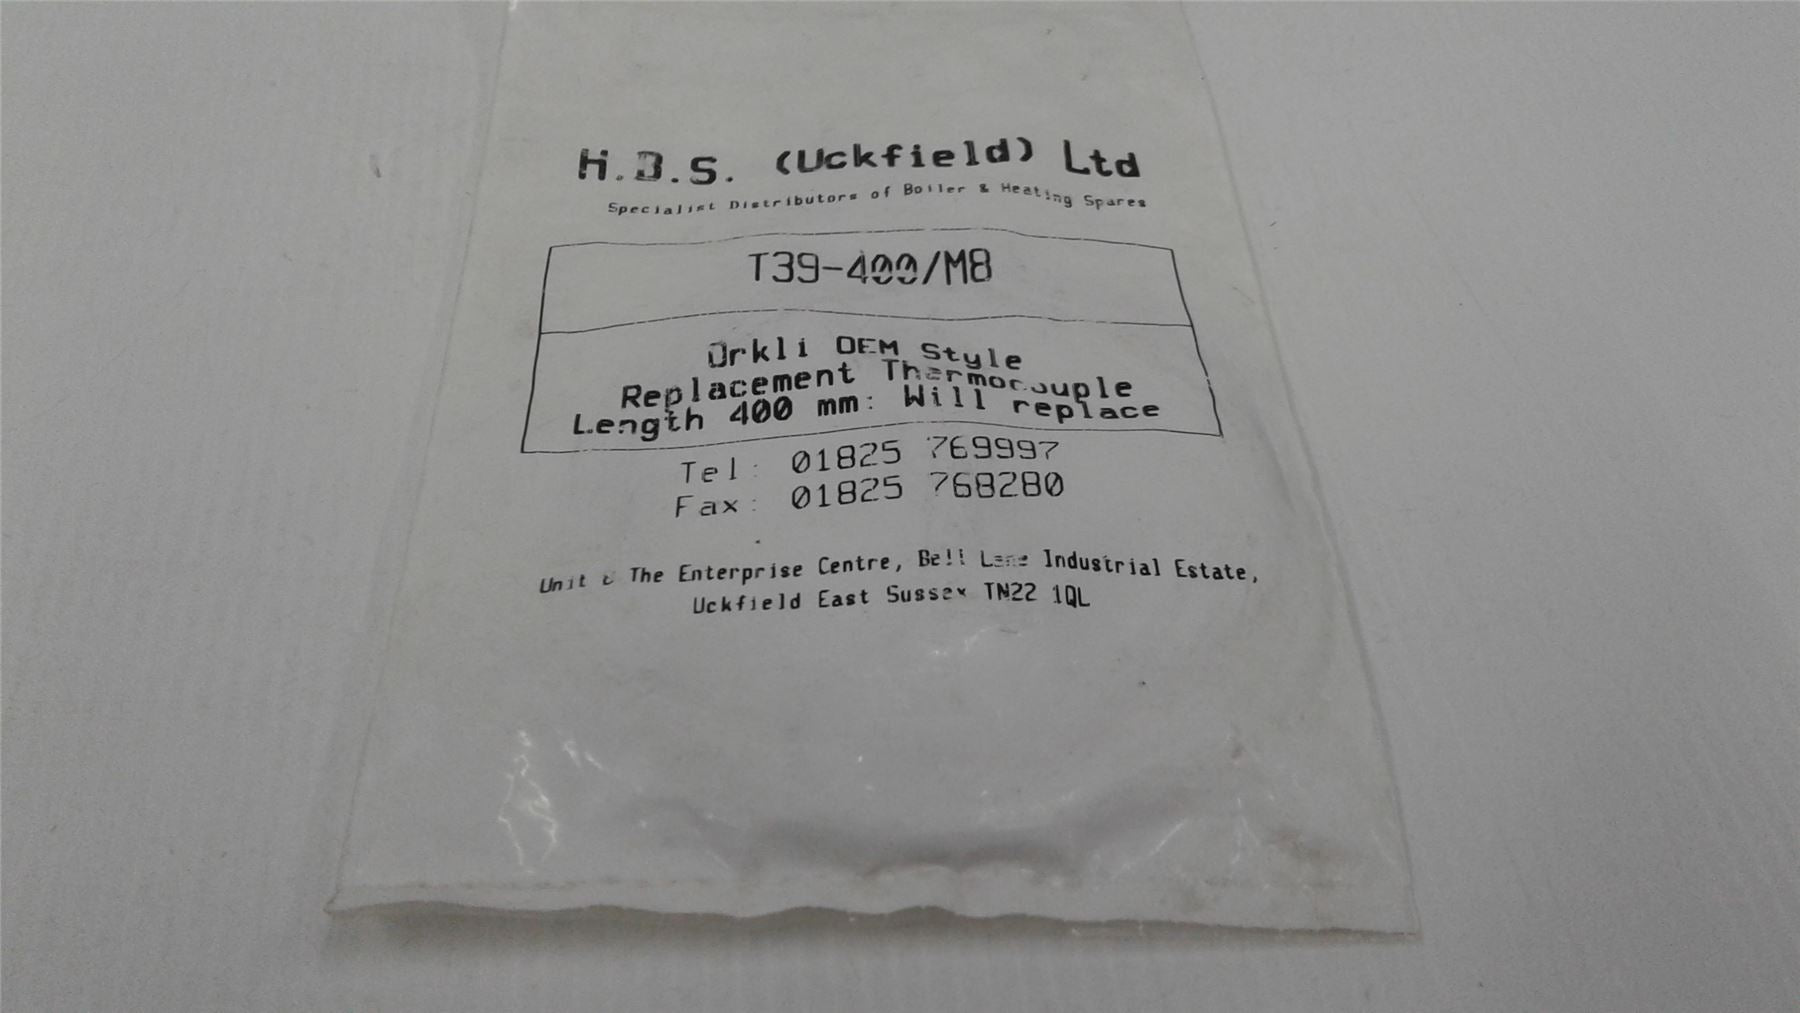 H.B.S. (Uckfield) Ltd
Specialist Distributors of Boiler & Heating Spares
T39-400/M8
Orkli OEM Style
Replacement Thermocouple
Length 400 mm: Will replace
Tel: 01825 769997
Fax: 01825 768280
Unit The Enterprise Centre, Bell Lane Industrial Estate,
Uckfield East Sussex TN22 1QL